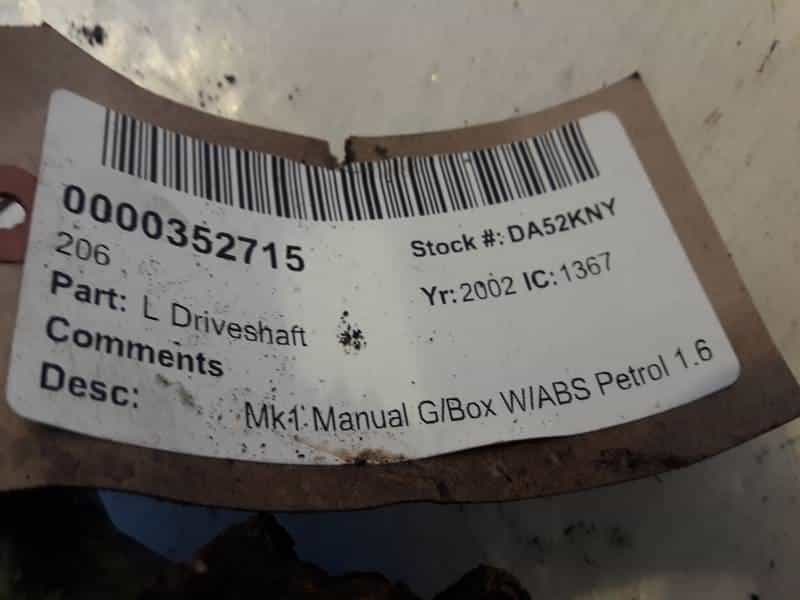 0000352715
Stock #: DA52KNY
206
Yr: 2002 IC: 1367
Part: L Driveshaft
Comments
Desc: Mk1 Manual G/Box W/ABS Petrol 1.6